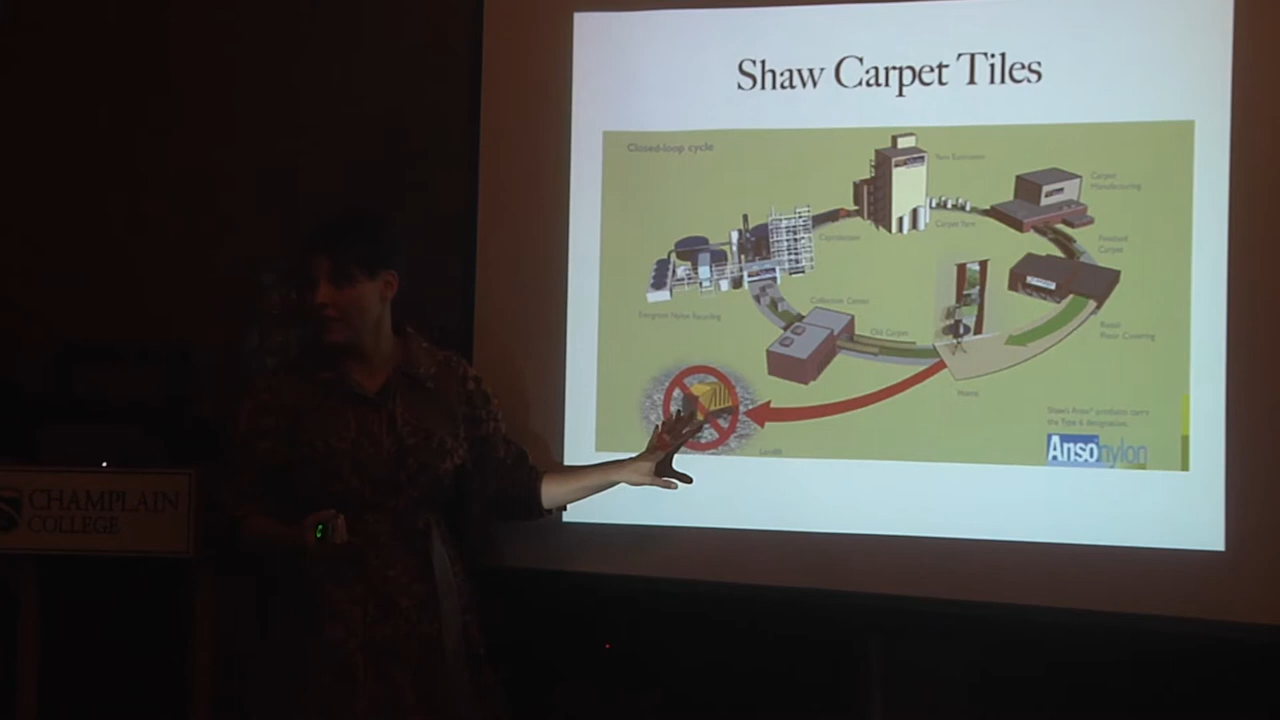 Shaw Carpet Tiles
Closed-loop cycle
Yarn Extrusion
Carpet
Manufacturing
Carpet Yarn
Caprolactam
Finished
Carpet
Collection Center
Evergreen Nylon Recycling
Old Carpet
Retail
Floor Covering
Home
Shaw's Anso® products carry
the Type 6 designation.
Landfill
Anso nylon
CHAMPLAIN
COLLEGE